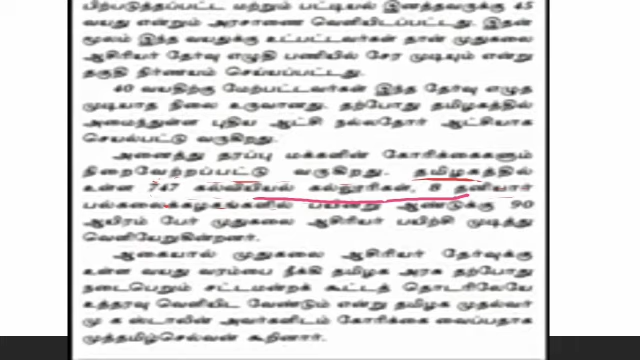 பிற்படுத்தப்பட்ட மற்றும் பட்டியல் இனத்தவருக்கு 45
வயது என்றும் அரசாணை வெளியிடப்பட்டது. இதன்
மூலம் இந்த வயதுக்கு உட்பட்டவர்கள் தான் முதுகலை
ஆசிரியர் தேர்வு எழுதி பணியில் சேர முடியும் என்று
தகுதி நிர்ணயம் செய்யப்பட்டது.
40 வயதிற்கு மேற்பட்டவர்கள் இந்த தேர்வு எழுத
முடியாத நிலை உருவானது. தற்போது தமிழகத்தில்
அமைந்துள்ள புதிய ஆட்சி நல்லதோர் ஆட்சியாக
செயல்பட்டு வருகிறது.
அனைத்து தரப்பு மக்களின் கோரிக்கைகளும்
நிறைவேற்றப்பட்டு வருகிறது. தமிழகத்தில்
உள்ள 747 கல்வியியல் கல்லூரிகள், 8 தனியார்
பல்கலைக்கழகங்களில் பயின்று ஆண்டுக்கு 90
ஆயிரம் பேர் முதுகலை ஆசிரியர் பயிற்சி முடித்து
வெளியேறுகின்றனர்.
ஆகையால் முதுகலை ஆசிரியர் தேர்வுக்கு
உள்ள வயது வரம்பை நீக்கி தமிழக அரசு தற்போது
நடைபெறும் சட்டமன்றக் கூட்டத் தொடரிலேயே
உத்தரவு வெளியிட வேண்டும் என்று தமிழக முதல்வர்
மு க ஸ்டாலின் அவர்களிடம் கோரிக்கை வைப்பதாக
முத்தமிழ்செல்வன் கூறினார்.